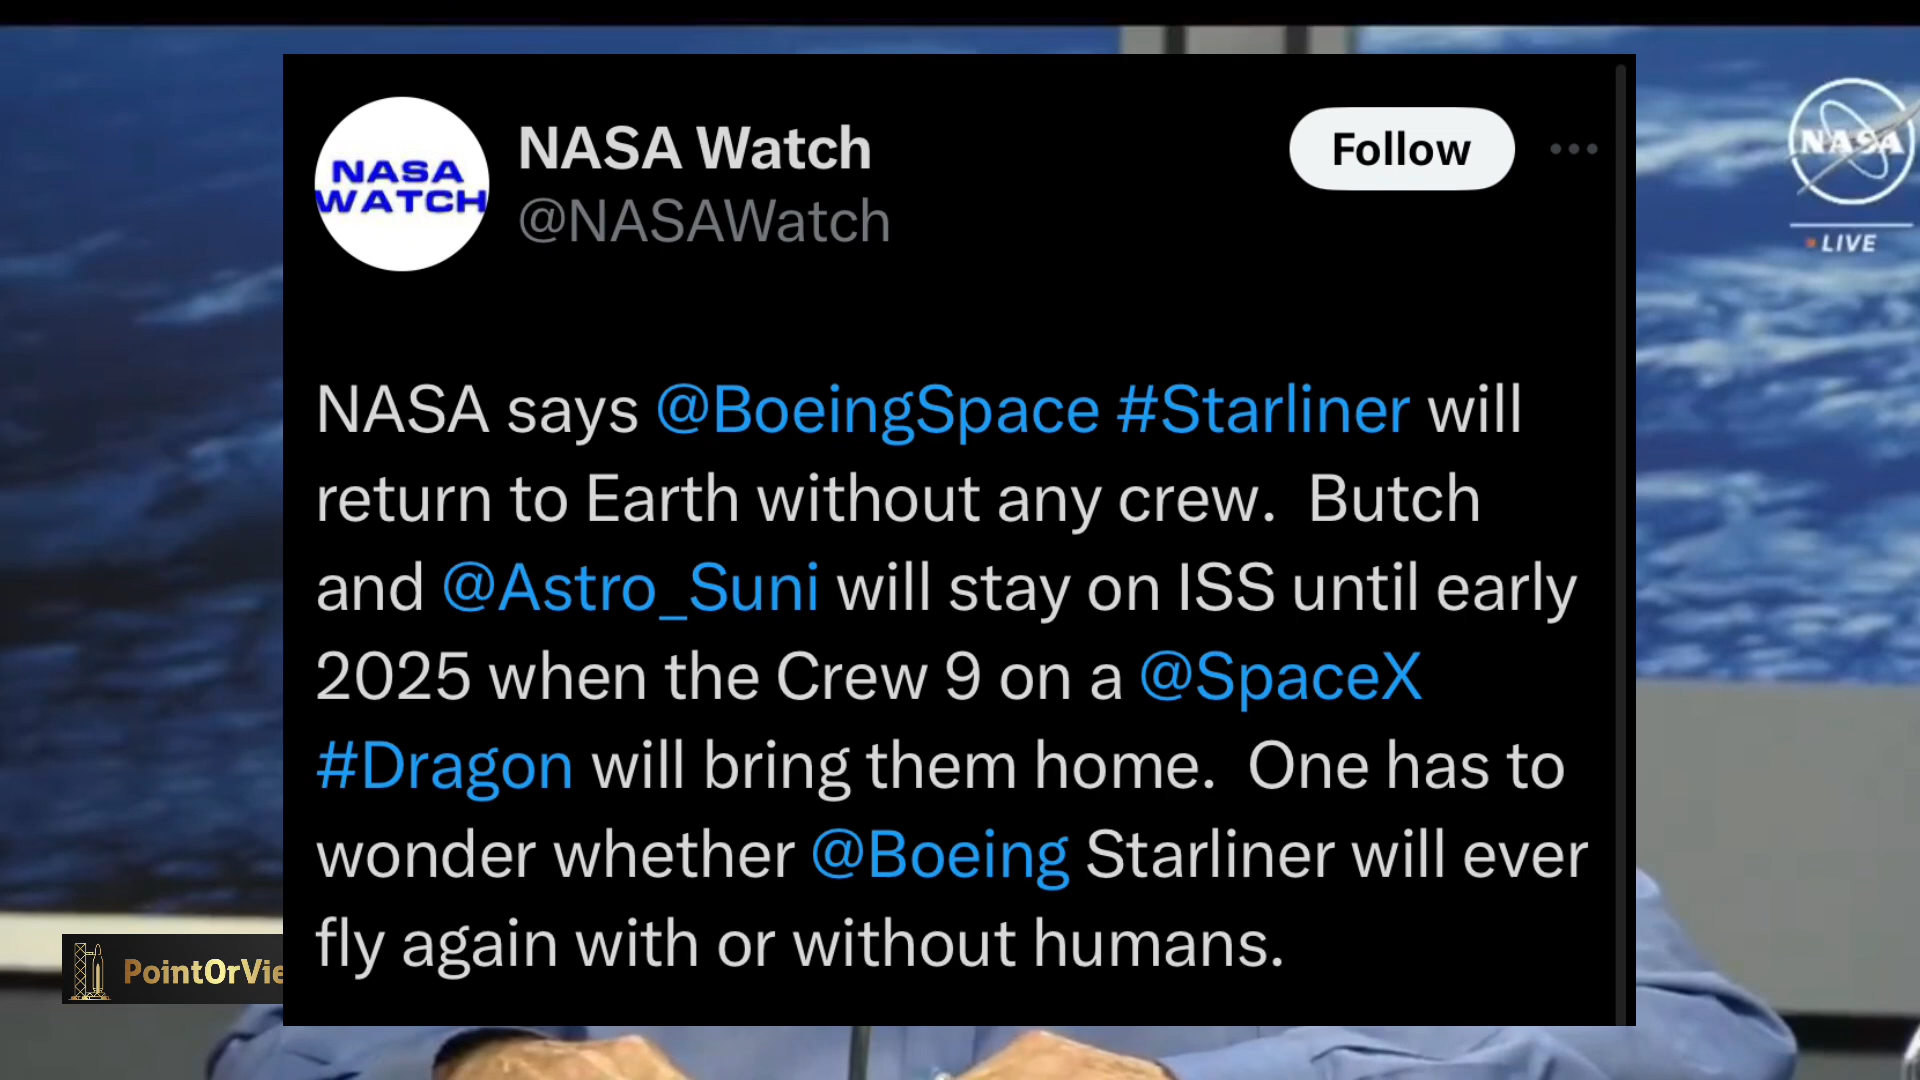 NASA
LIVE
NASA
WATCH
NASA Watch
@NASAWatch
Follow
NASA says @BoeingSpace #Starliner will
return to Earth without any crew. Butch
and @Astro_Suni will stay on ISS until early
2025 when the Crew 9 on a @SpaceX
#Dragon will bring them home. One has to
wonder whether @Boeing Starliner will ever
fly again with or without humans.
PointOrVie